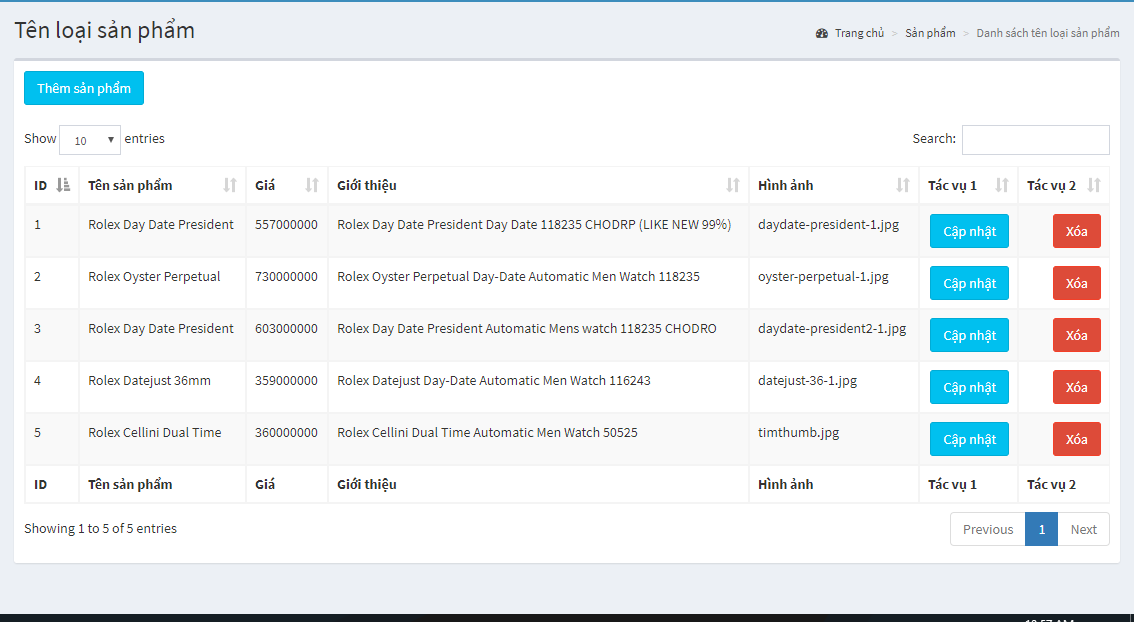 Tên loại sản phẩm
Trang chủ > Sản phẩm > Danh sách tên loại sản phẩm
Thêm sản phẩm
Show 10 entries
Search:
ID Tên sản phẩm Giá Giới thiệu Hình ảnh Tác vụ 1 Tác vụ 2
1 Rolex Day Date President 557000000 Rolex Day Date President Day Date 118235 CHODRP (LIKE NEW 99%) daydate-president-1.jpg Cập nhật Xóa
2 Rolex Oyster Perpetual 730000000 Rolex Oyster Perpetual Day-Date Automatic Men Watch 118235 oyster-perpetual-1.jpg Cập nhật Xóa
3 Rolex Day Date President 603000000 Rolex Day Date President Automatic Mens watch 118235 CHODRO daydate-president2-1.jpg Cập nhật Xóa
4 Rolex Datejust 36mm 359000000 Rolex Datejust Day-Date Automatic Men Watch 116243 datejust-36-1.jpg Cập nhật Xóa
5 Rolex Cellini Dual Time 360000000 Rolex Cellini Dual Time Automatic Men Watch 50525 timthumb.jpg Cập nhật Xóa
ID Tên sản phẩm Giá Giới thiệu Hình ảnh Tác vụ 1 Tác vụ 2
Showing 1 to 5 of 5 entries
Previous 1 Next